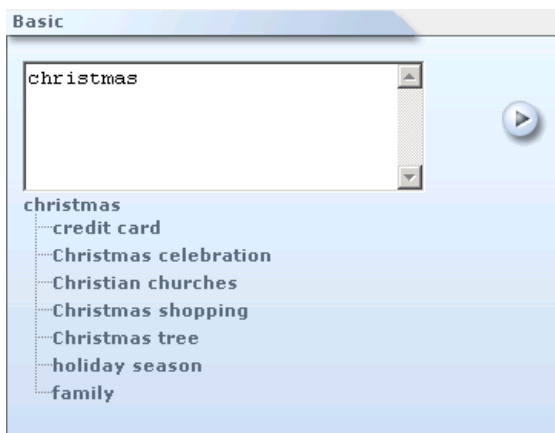 Basic
christmas
christmas
credit card
Christmas celebration
Christian churches
Christmas shopping
Christmas tree
holiday season
family